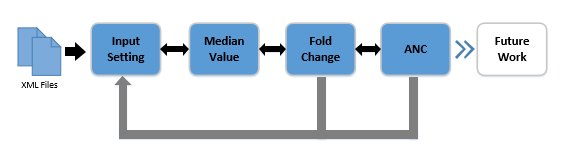 XML Files
Input
Setting
Median
Value
Fold
Change
ANC
Future
Work